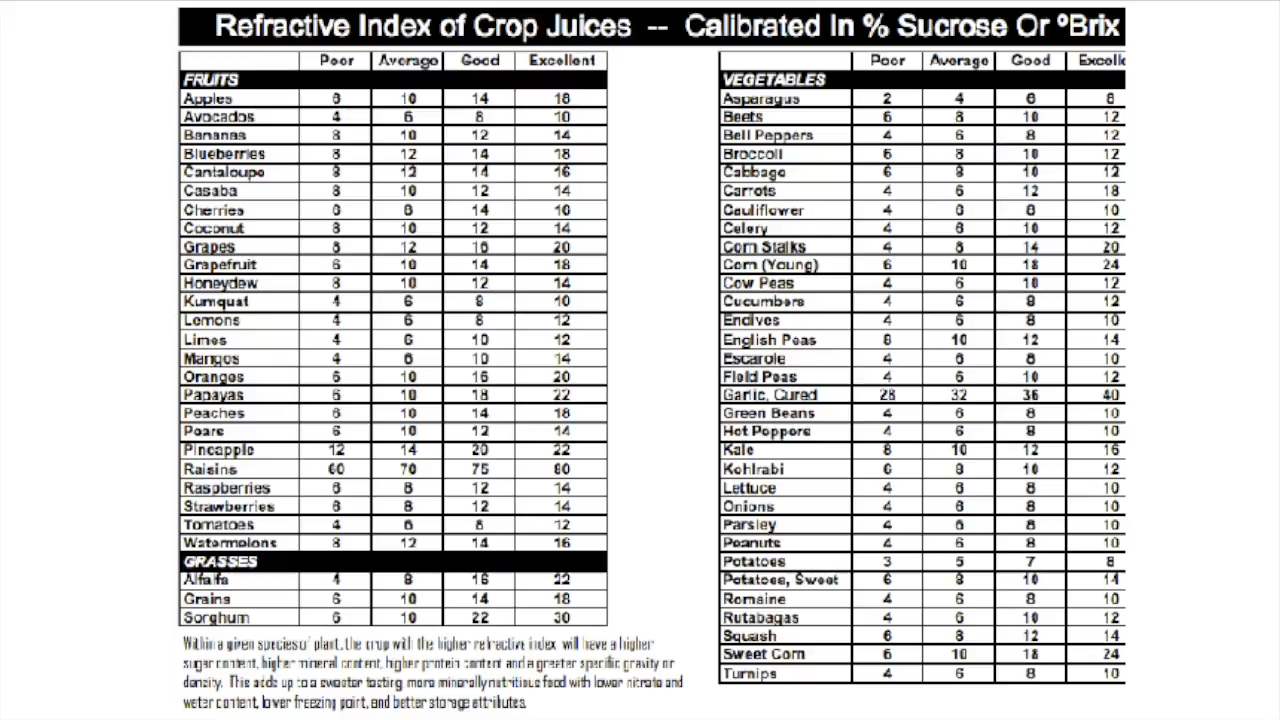 Refractive Index of Crop Juices -- Calibrated In % Sucrose Or ºBrix
Poor Average Good Excellent
FRUITS
Apples 6 10 14 18
Avocados 4 6 8 10
Bananas 8 10 12 14
Blueberries 8 12 14 18
Cantaloupe 8 12 14 16
Casaba 8 10 12 14
Cherries 6 8 14 16
Coconut 8 10 12 14
Grapes 8 12 16 20
Grapefruit 6 10 14 18
Honeydew 8 10 12 14
Kumquat 4 6 8 10
Lemons 4 6 8 12
Limes 4 6 10 12
Mangos 4 6 10 14
Oranges 6 10 16 20
Papayas 6 10 18 22
Peaches 6 10 14 18
Pears 6 10 12 14
Pineapple 12 14 20 22
Raisins 60 70 75 80
Raspberries 6 8 12 14
Strawberries 6 8 12 14
Tomatoes 4 6 8 12
Watermelons 8 12 14 16
GRASSES
Alfalfa 4 8 16 22
Grains 6 10 14 18
Sorghum 6 10 22 30
Within a given species of plant, the crop with the higher refractive index will have a higher
sugar content, higher mineral content, higher protein content and a greater specific gravity or
density. This adds up to a sweeter tasting, more minerally nutritious food with lower nitrate and
water content, lower freezing point, and better storage attributes.
Poor Average Good Excelle
VEGETABLES
Asparagus 2 4 6 8
Beets 6 8 10 12
Bell Peppers 4 6 8 12
Broccoli 6 8 10 12
Cabbage 6 8 10 12
Carrots 4 6 12 18
Cauliflower 4 6 8 10
Celery 4 6 10 12
Corn Stalks 4 8 14 20
Corn (Young) 6 10 18 24
Cow Peas 4 6 10 12
Cucumbers 4 6 8 12
Endives 4 6 8 10
English Peas 8 10 12 14
Escarole 4 6 8 10
Field Peas 4 6 10 12
Garlic, Cured 28 32 36 40
Green Beans 4 6 8 10
Hot Peppers 4 6 8 10
Kale 8 10 12 16
Kohlrabi 6 8 10 12
Lettuce 4 6 8 10
Onions 4 6 8 10
Parsley 4 6 8 10
Peanuts 4 6 8 10
Potatoes 3 5 7 8
Potatoes, Sweet 6 8 10 14
Romaine 4 6 8 10
Rutabagas 4 6 10 12
Squash 6 8 12 14
Sweet Corn 6 10 18 24
Turnips 4 6 8 10